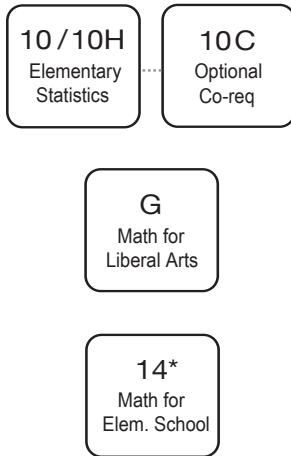 10/10H
Elementary
Statistics
10C
Optional
Co-req
G
Math for
Liberal Arts
14*
Math for
Elem. School